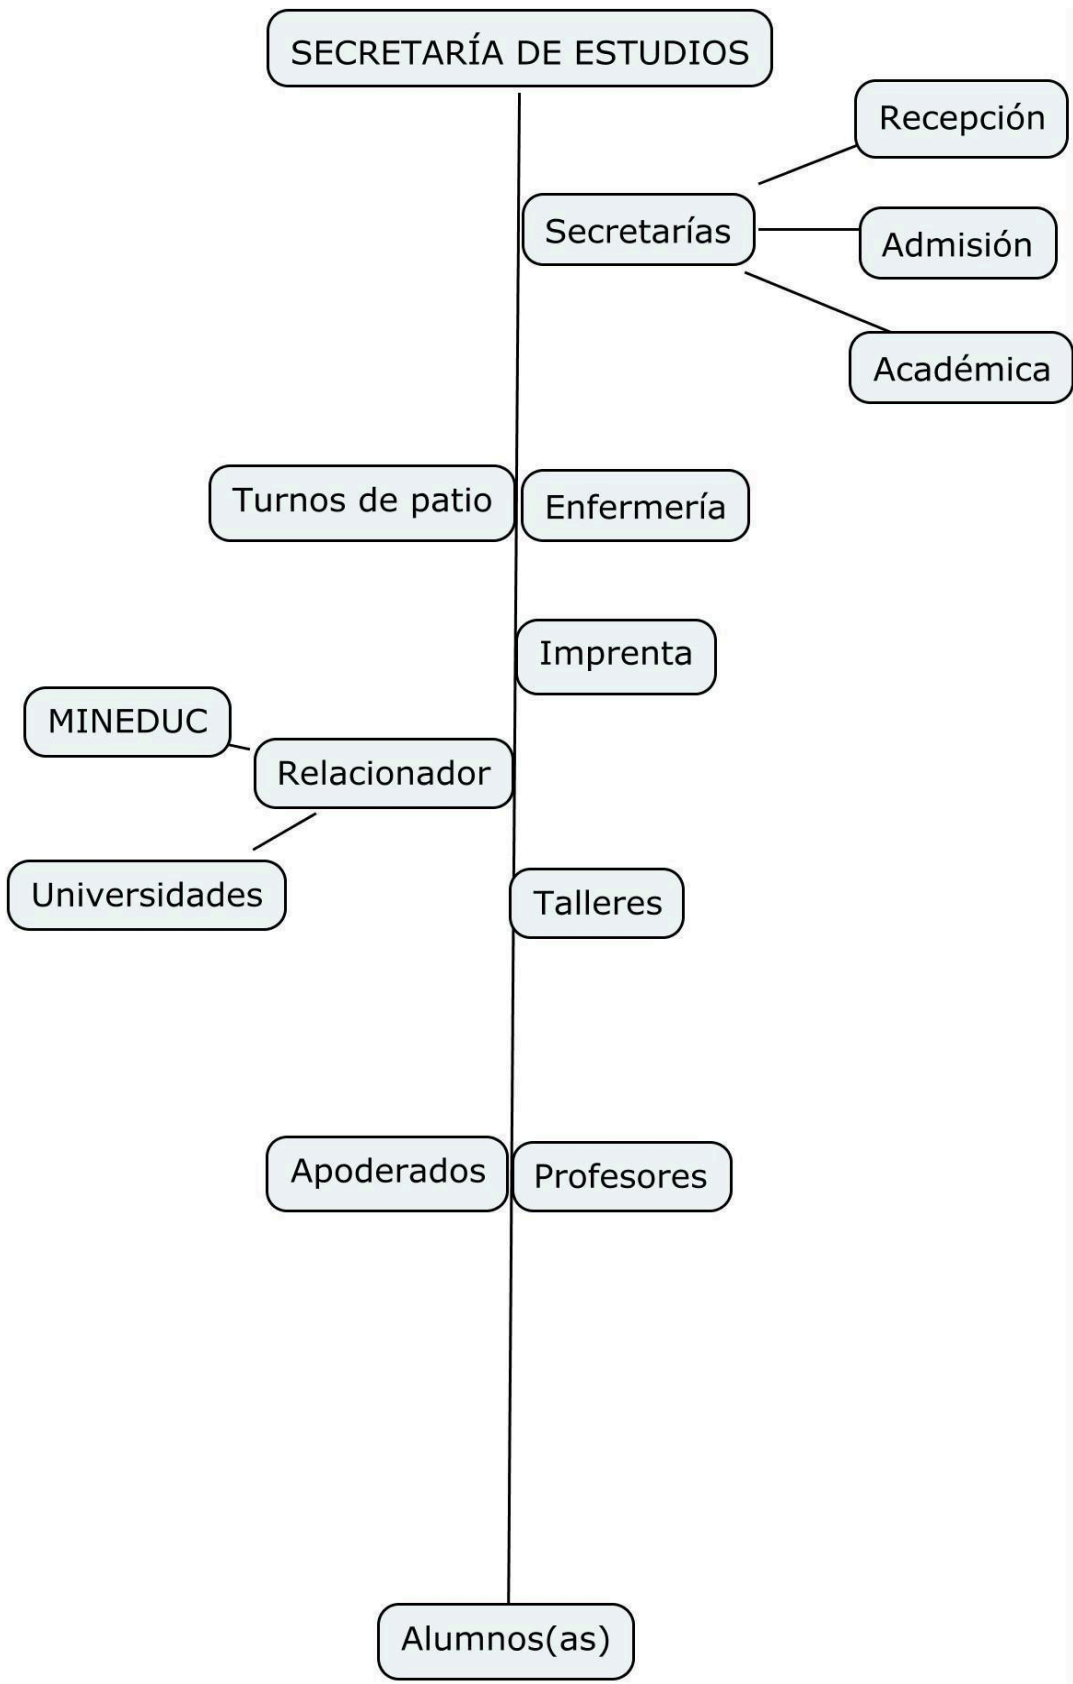 SECRETARÍA DE ESTUDIOS
Recepción
Secretarías
Admisión
Académica
Turnos de patio
Enfermería
Imprenta
MINEDUC
Relacionador
Universidades
Talleres
Apoderados
Profesores
Alumnos(as)